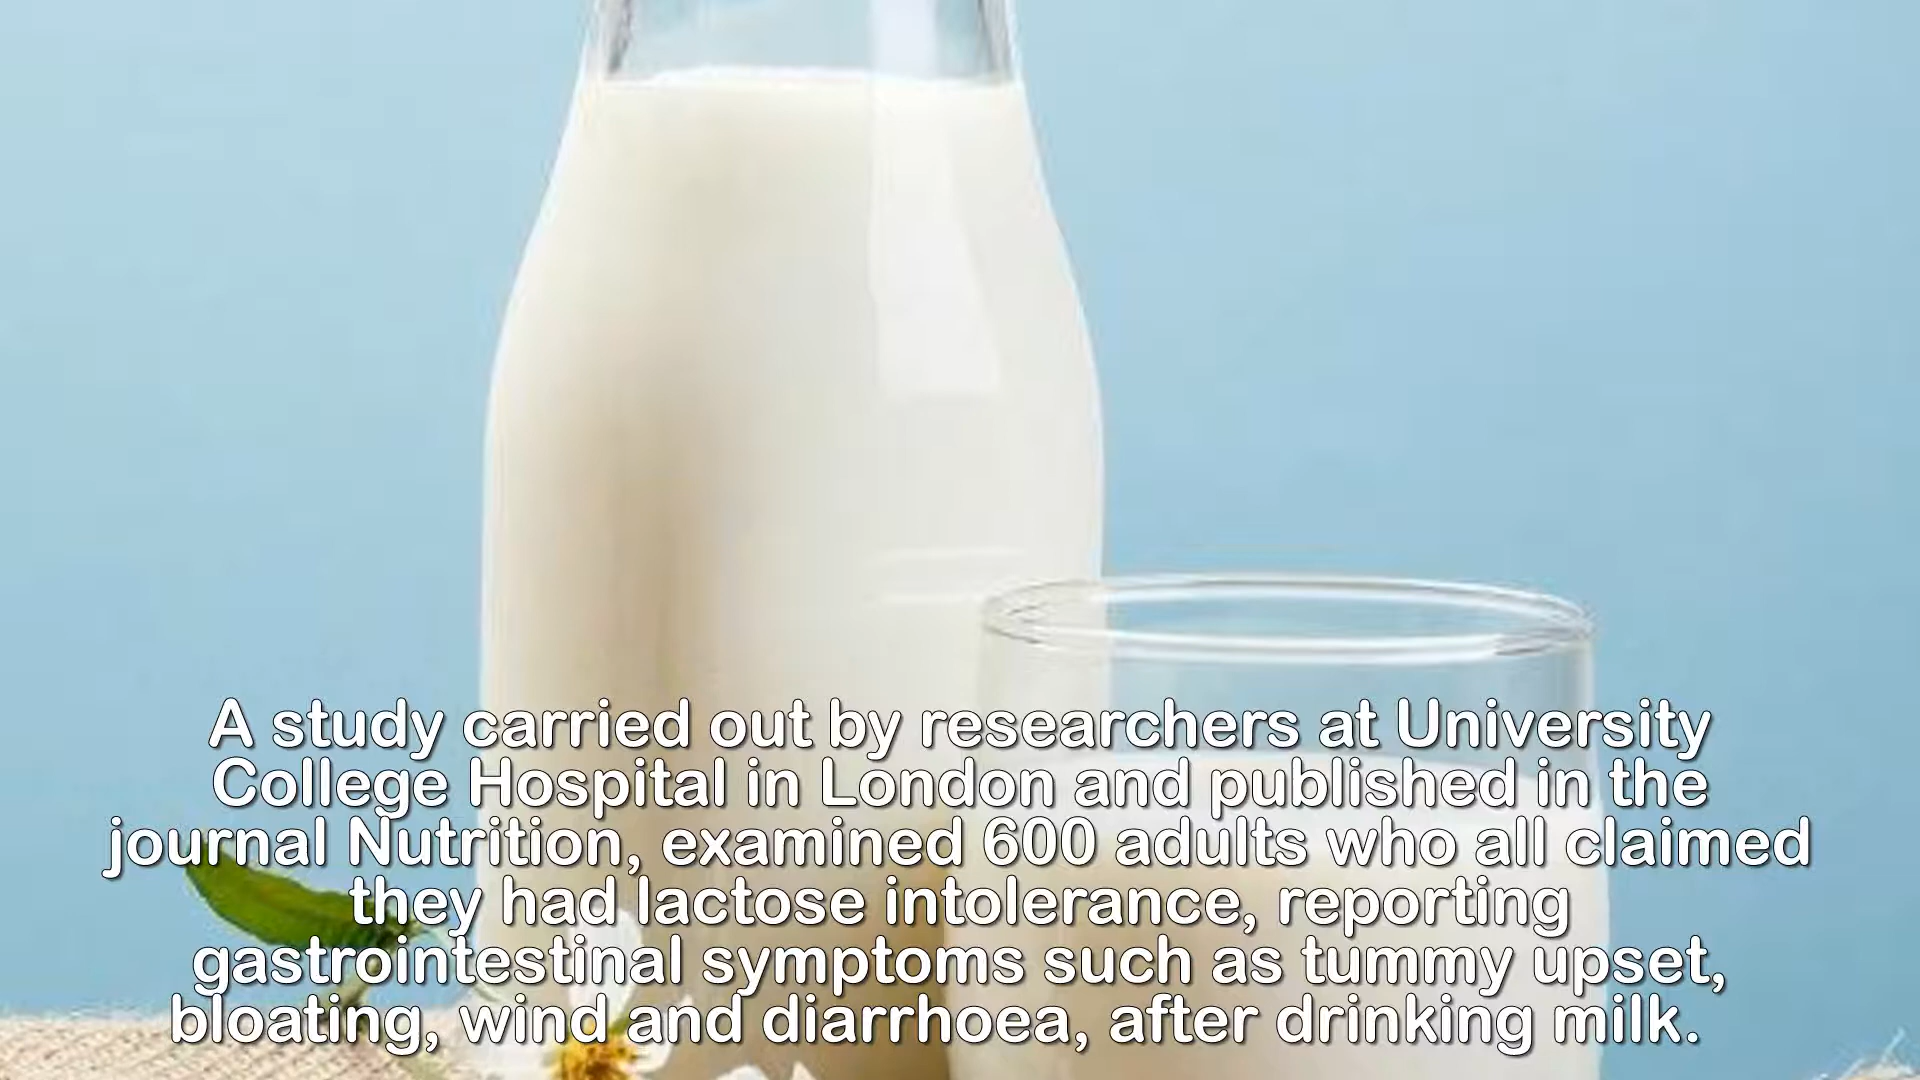 A study carried out by researchers at University
College Hospital in London and published in the
journal Nutrition, examined 600 adults who all claimed
they had lactose intolerance, reporting
gastrointestinal symptoms such as tummy upset,
bloating, wind and diarrhoea, after drinking milk.